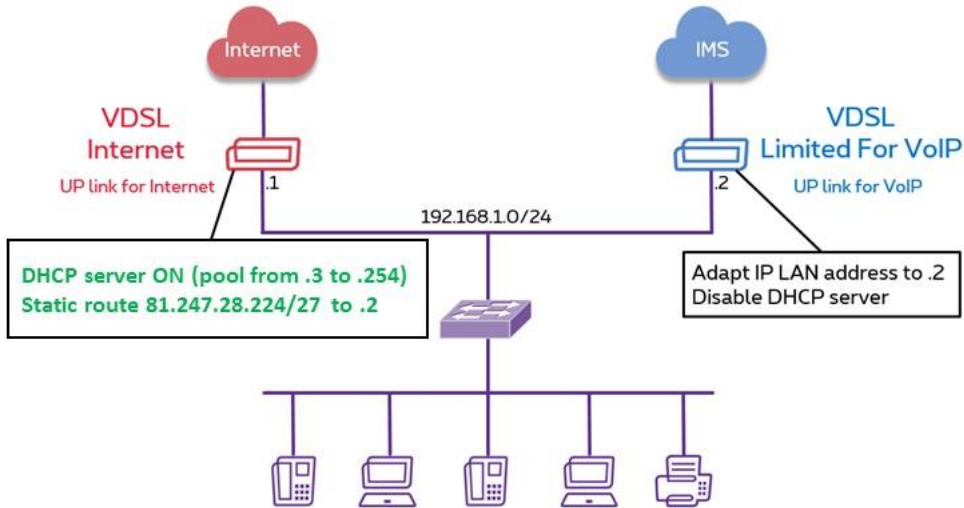 Internet
IMS
VDSL
Internet
UP link for Internet
.1
VDSL
Limited For VoIP
UP link for VoIP
.2
192.168.1.0/24
DHCP server ON (pool from .3 to .254)
Static route 81.247.28.224/27 to .2
Adapt IP LAN address to .2
Disable DHCP server